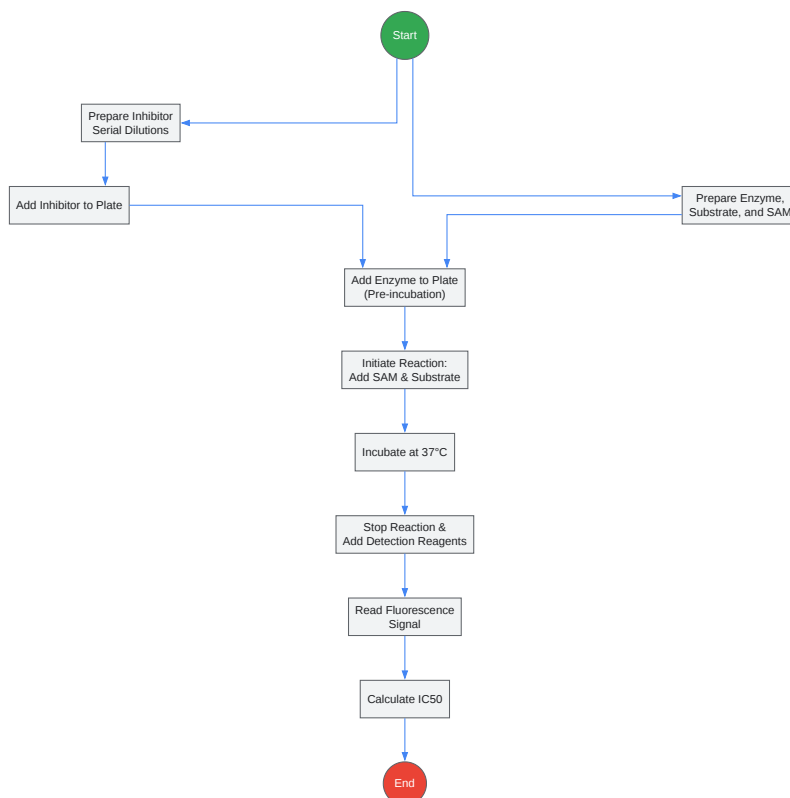 Start
Prepare Inhibitor
Serial Dilutions
Add Inhibitor to Plate
Prepare Enzyme,
Substrate, and SAM
Add Enzyme to Plate
(Pre-incubation)
Initiate Reaction:
Add SAM & Substrate
Incubate at 37°C
Stop Reaction &
Add Detection Reagents
Read Fluorescence
Signal
Calculate IC50
End